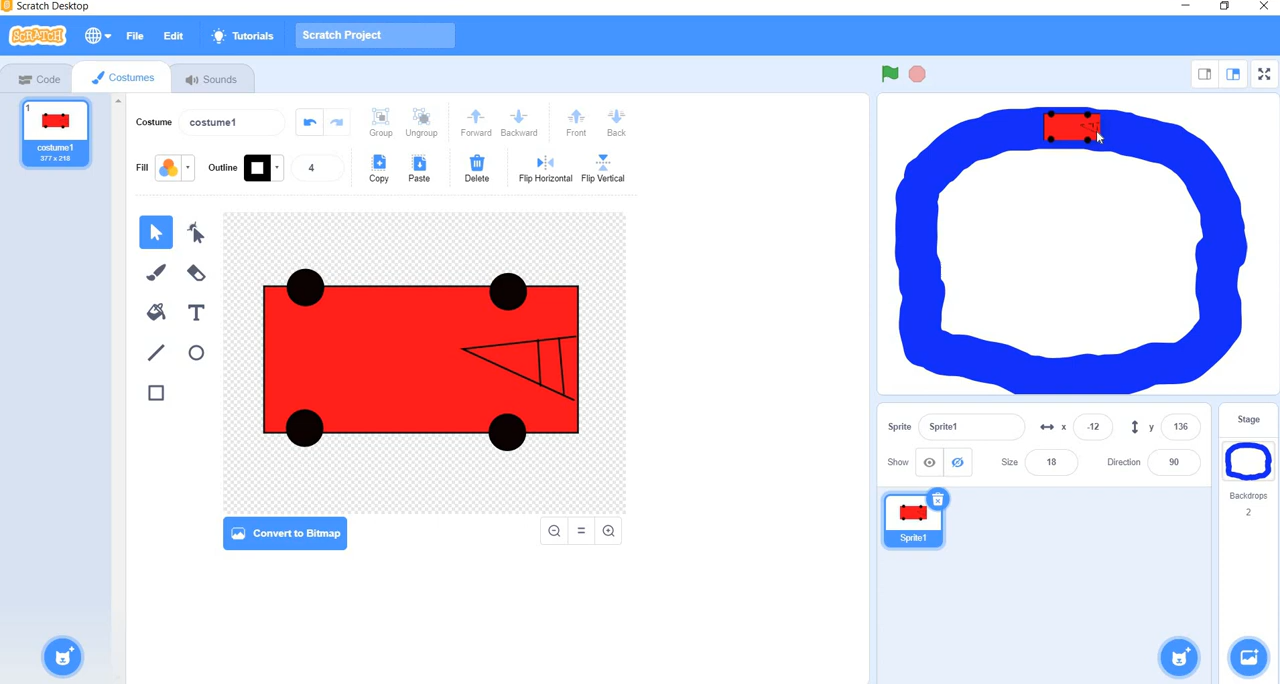 Scratch Desktop
SCRATCH File Edit Tutorials Scratch Project
Code Costumes Sounds
1
costume1
377 x 218
Costume costume1 Group Ungroup Forward Backward Front Back
Fill Outline 4 Copy Paste Delete Flip Horizontal Flip Vertical
Convert to Bitmap
Sprite Sprite1 x -12 y 136
Show Size 18 Direction 90
Sprite1
Stage
Backdrops
2